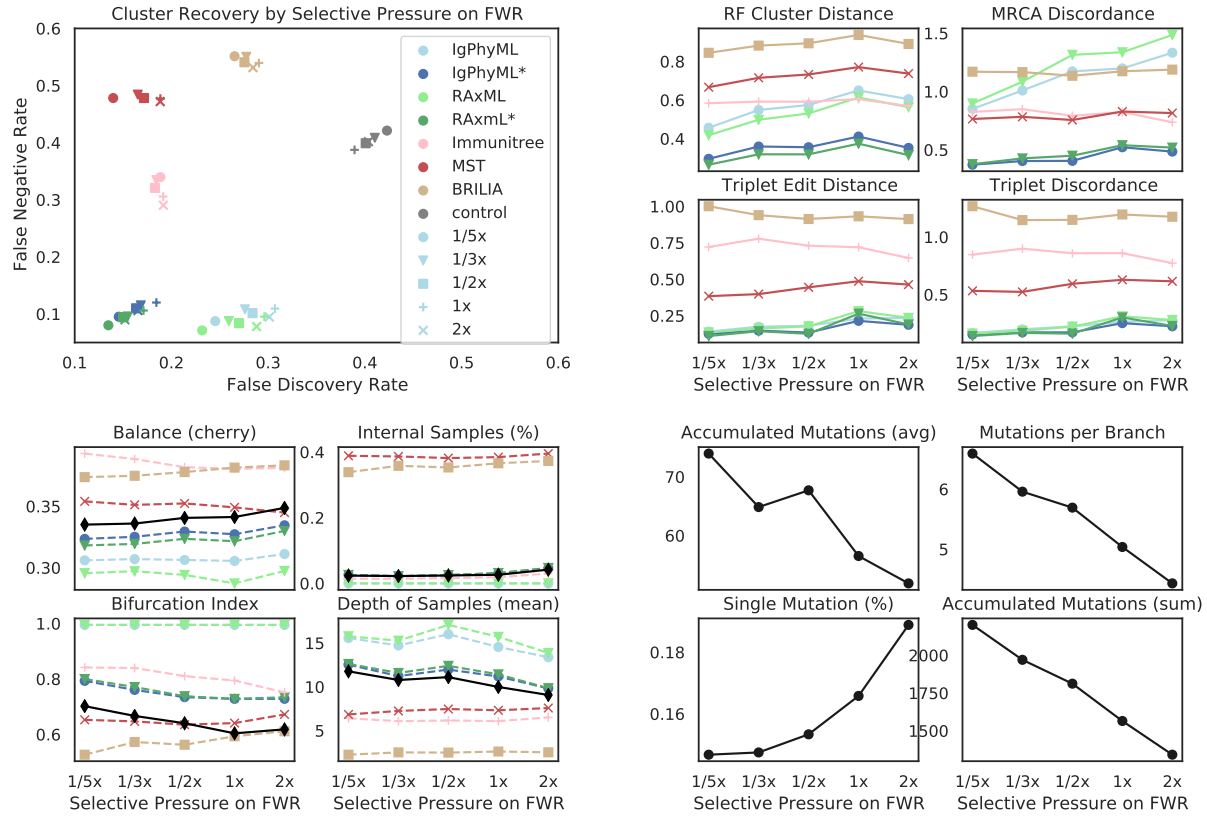 Cluster Recovery by Selective Pressure on FWR
0.6
0.5
0.4
0.3
0.2
0.1
False Negative Rate
0.1 0.2 0.3 0.4 0.5 0.6
False Discovery Rate
IgPhyML
IgPhyML*
RAxML
RAxmL*
Immunitree
MST
BRILIA
control
1/5x
1/3x
1/2x
1x
2x
RF Cluster Distance
0.8
0.6
0.4
MRCA Discordance
1.5
1.0
0.5
Triplet Edit Distance
1.00
0.75
0.50
0.25
1/5x 1/3x 1/2x 1x 2x
Selective Pressure on FWR
Triplet Discordance
1.0
0.5
1/5x 1/3x 1/2x 1x 2x
Selective Pressure on FWR
Balance (cherry)
0.35
0.30
Internal Samples (%)
0.4
0.2
0.0
Bifurcation Index
1.0
0.8
0.6
1/5x 1/3x 1/2x 1x 2x
Selective Pressure on FWR
Depth of Samples (mean)
15
10
5
1/5x 1/3x 1/2x 1x 2x
Selective Pressure on FWR
Accumulated Mutations (avg)
70
60
Mutations per Branch
6
5
Single Mutation (%)
0.18
0.16
1/5x 1/3x 1/2x 1x 2x
Selective Pressure on FWR
Accumulated Mutations (sum)
2000
1750
1500
1/5x 1/3x 1/2x 1x 2x
Selective Pressure on FWR